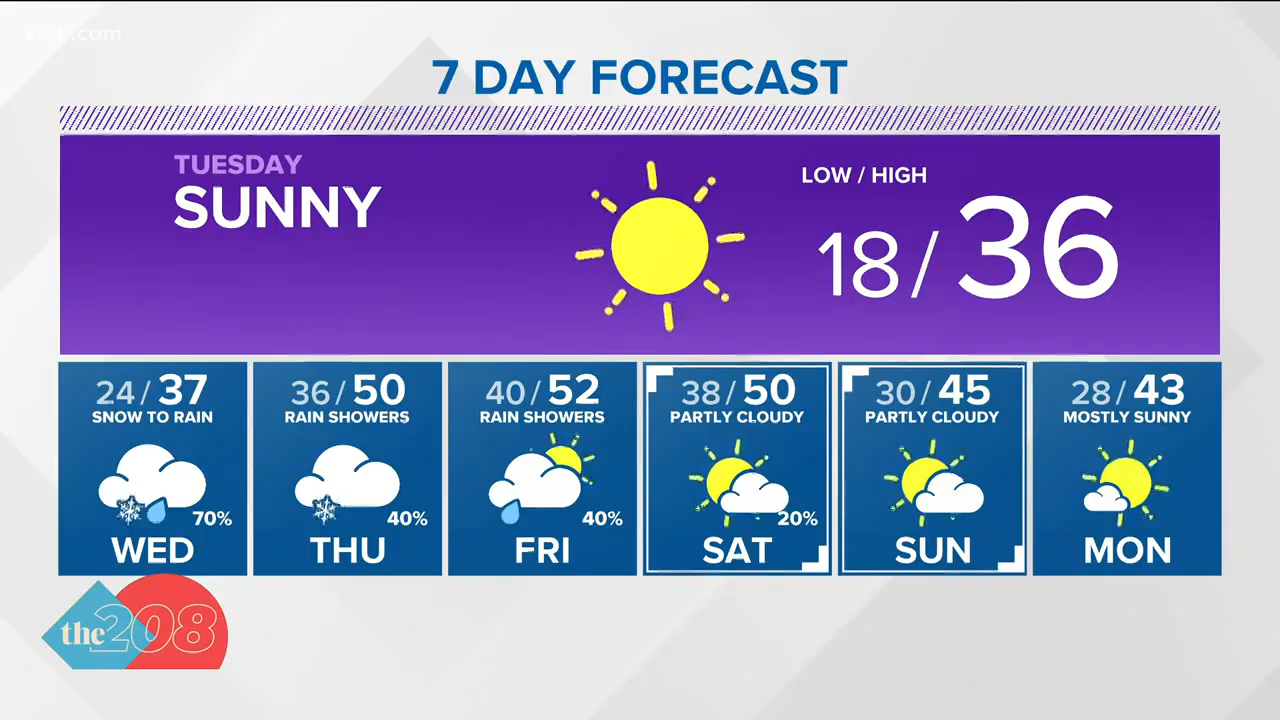 7 DAY FORECAST
TUESDAY
SUNNY
LOW / HIGH
18 / 36
24 / 37
SNOW TO RAIN
70%
WED
36 / 50
RAIN SHOWERS
40%
THU
40 / 52
RAIN SHOWERS
40%
FRI
38 / 50
PARTLY CLOUDY
20%
SAT
30 / 45
PARTLY CLOUDY
SUN
28 / 43
MOSTLY SUNNY
MON
the 208